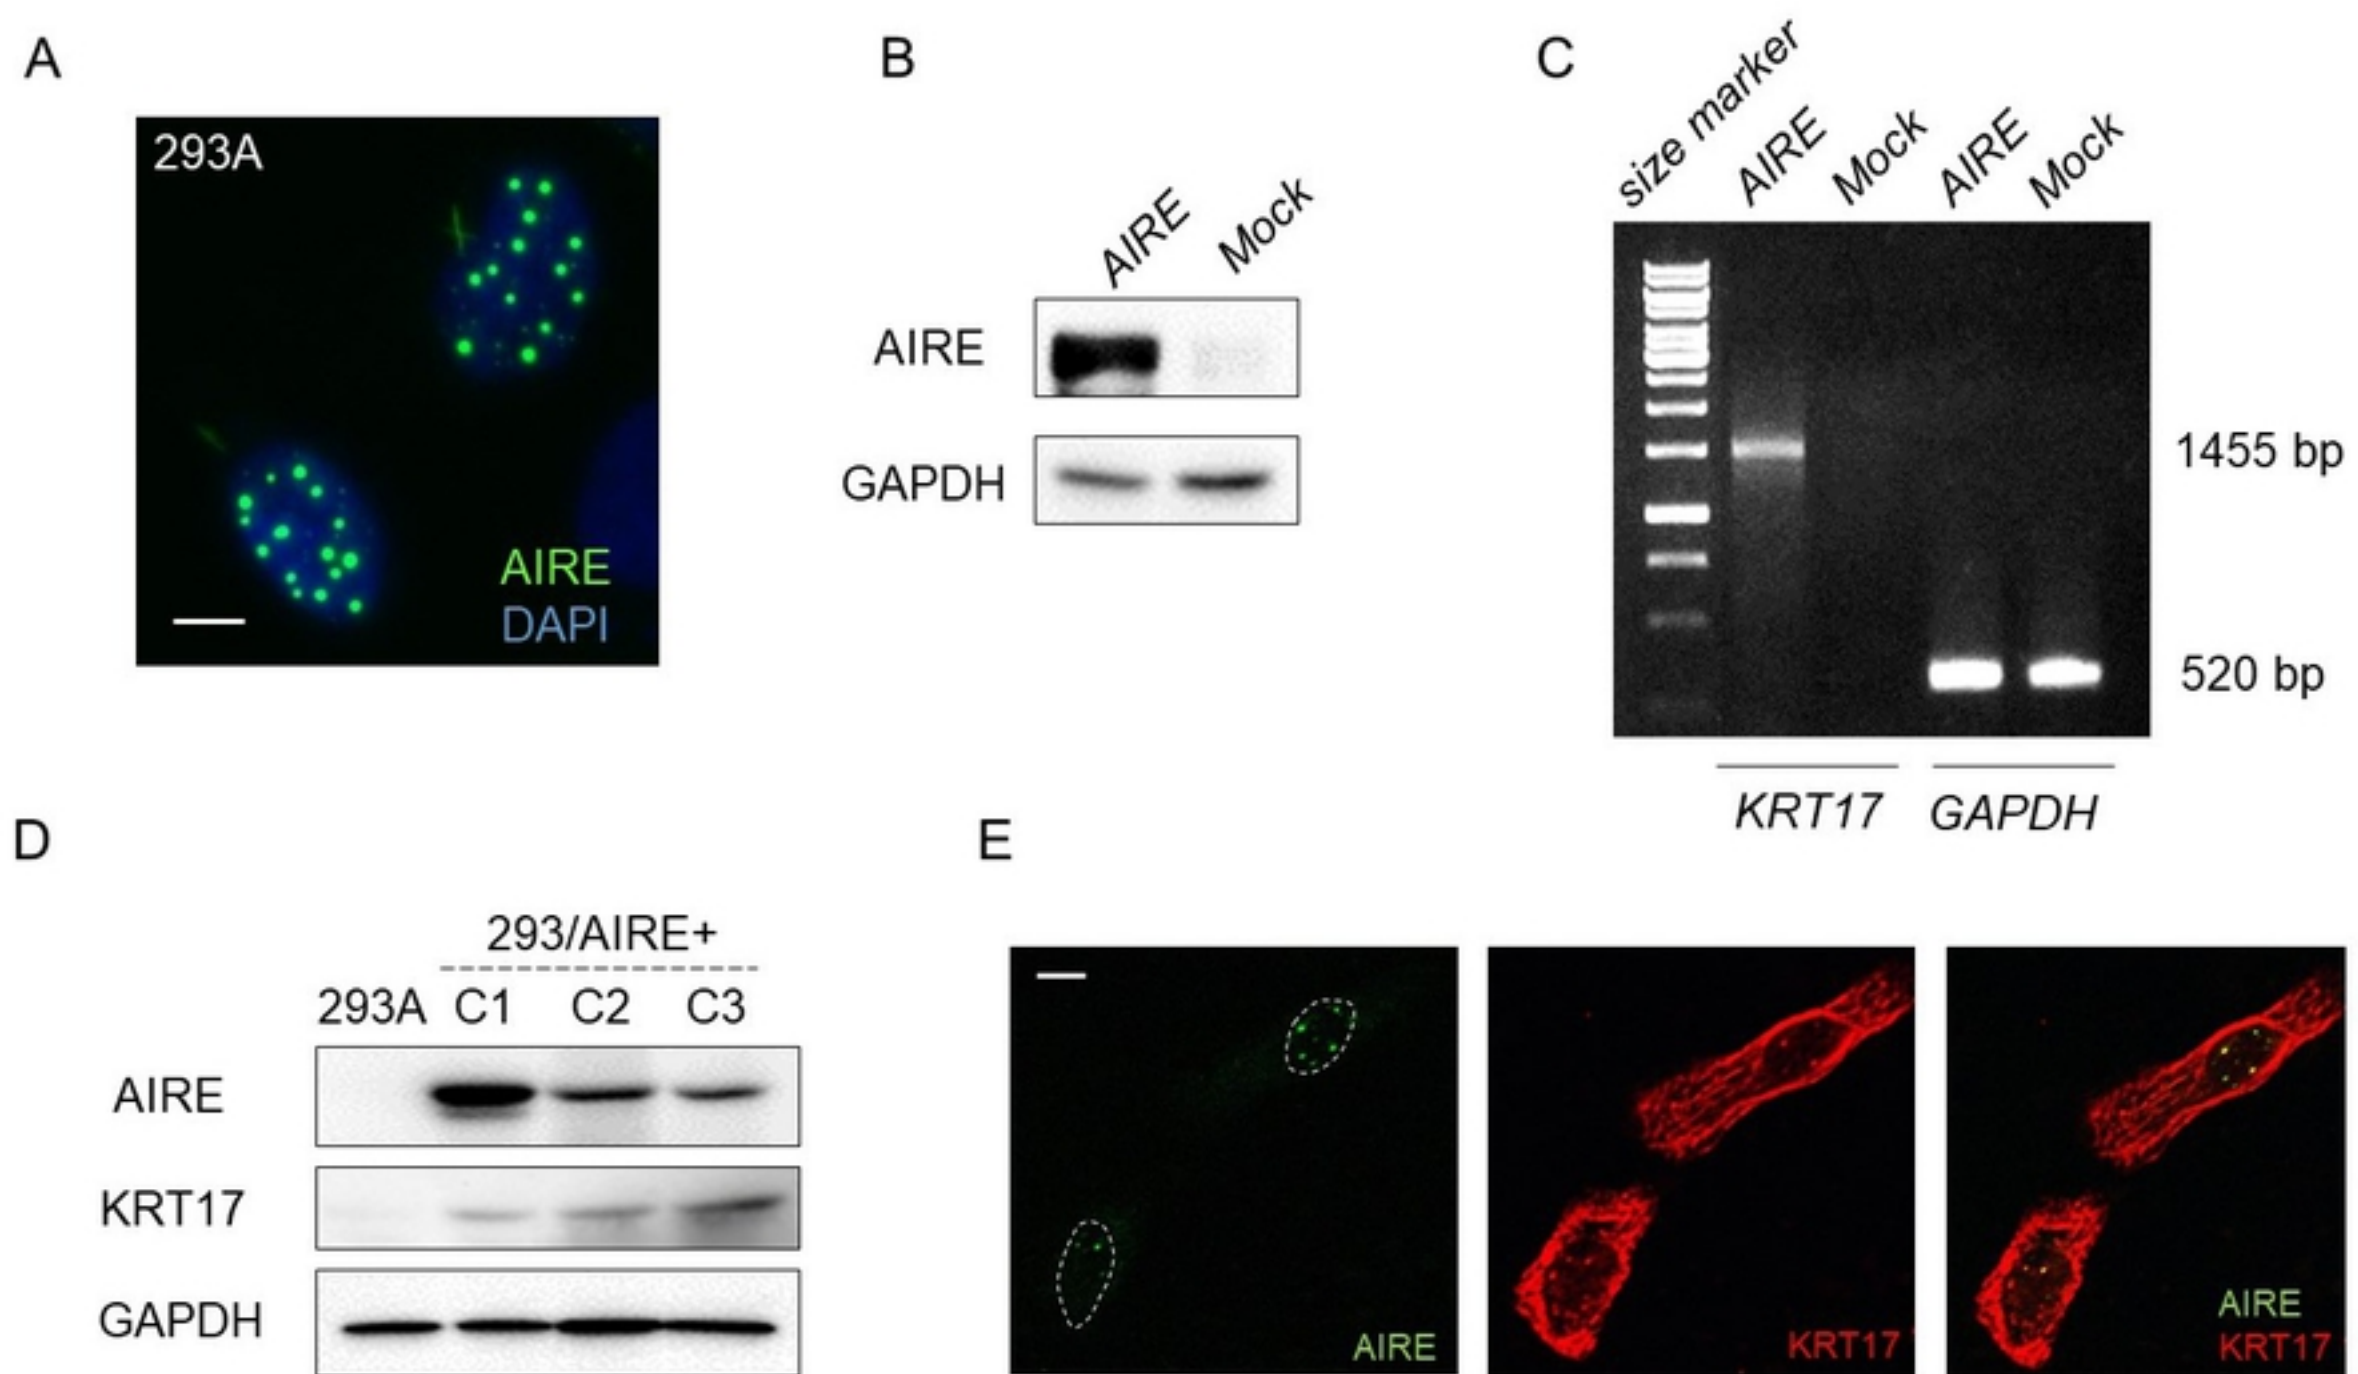 A
293A
AIRE
DAPI
B
AIRE Mock
AIRE
GAPDH
C
size marker AIRE Mock AIRE Mock
1455 bp
520 bp
KRT17 GAPDH
D
293/AIRE+
293A C1 C2 C3
AIRE
KRT17
GAPDH
E
AIRE
KRT17
AIRE
KRT17